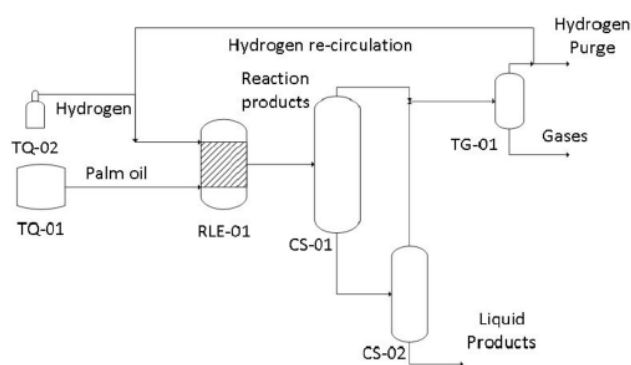 Hydrogen
Purge
Hydrogen re-circulation
Reaction
products
Hydrogen
TQ-02
TG-01
Gases
Palm oil
TQ-01
RLE-01
CS-01
Liquid
Products
CS-02